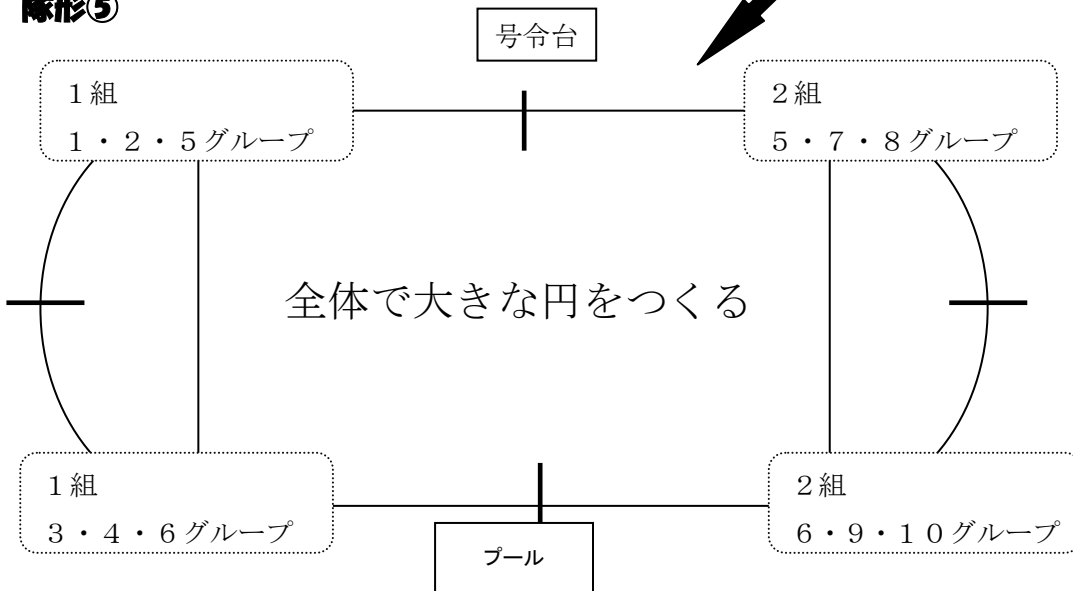 隊形⑤
号令台
１組
１・２・５グループ
２組
５・７・８グループ
全体で大きな円をつくる
１組
３・４・６グループ
２組
６・９・１０グループ
プール